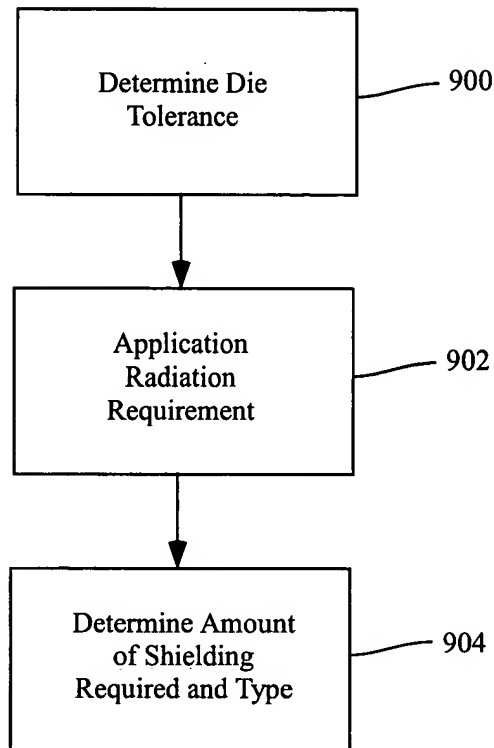 Determine Die
Tolerance
900
Application
Radiation
Requirement
902
Determine Amount
of Shielding
Required and Type
904